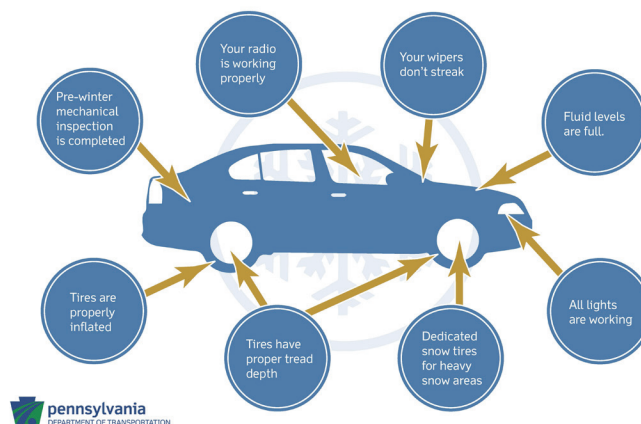 Your radio
is working
properly
Your wipers
don't streak
Pre-winter
mechanical
inspection
is completed
Fluid levels
are full.
Tires are
properly
inflated
Tires have
proper tread
depth
Dedicated
snow tires
for heavy
snow areas
All lights
are working
pennsylvania
DEPARTMENT OF TRANSPORTATION